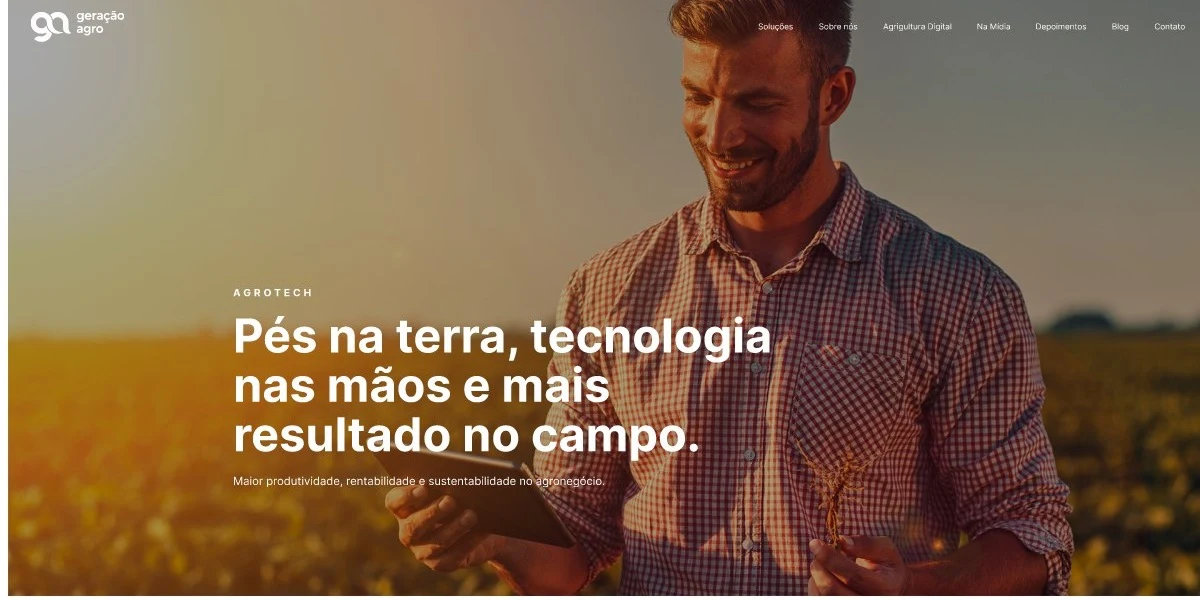 geração
agro
Soluções Sobre nós Agrigultura Digital Na Mídia Depoimentos Blog Contato
AGROTECH
Pés na terra, tecnologia
nas mãos e mais
resultado no campo.
Maior produtividade, rentabilidade e sustentabilidade no agronegócio.